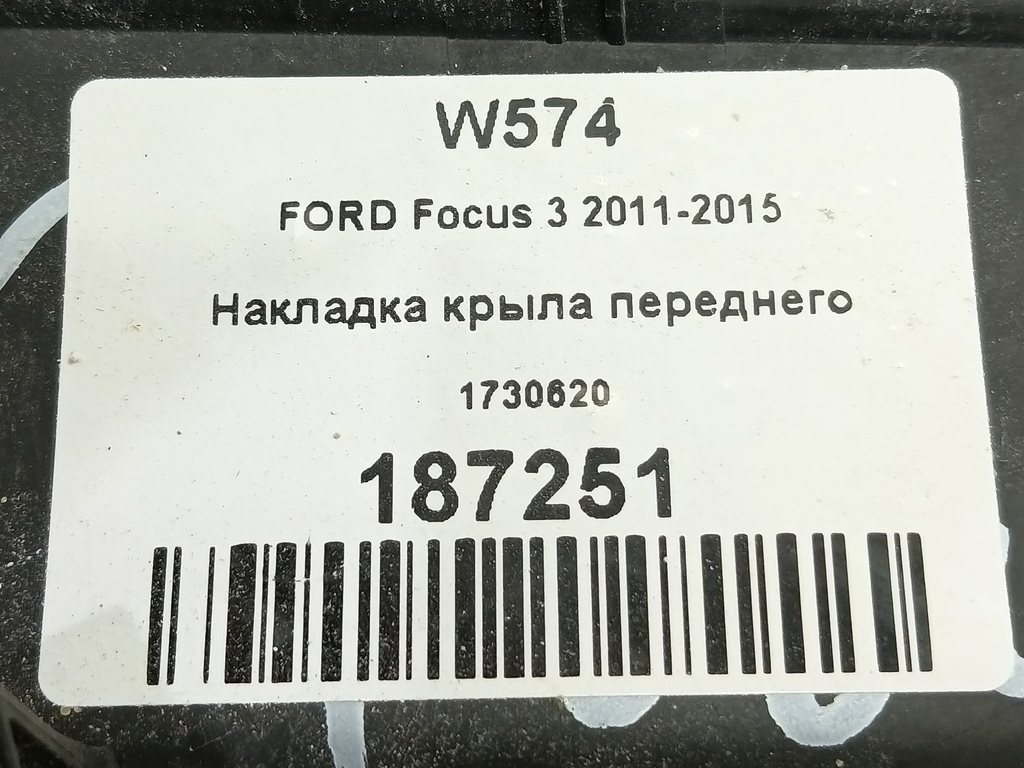 W574
FORD Focus 3 2011-2015
Накладка крыла переднего
1730620
187251